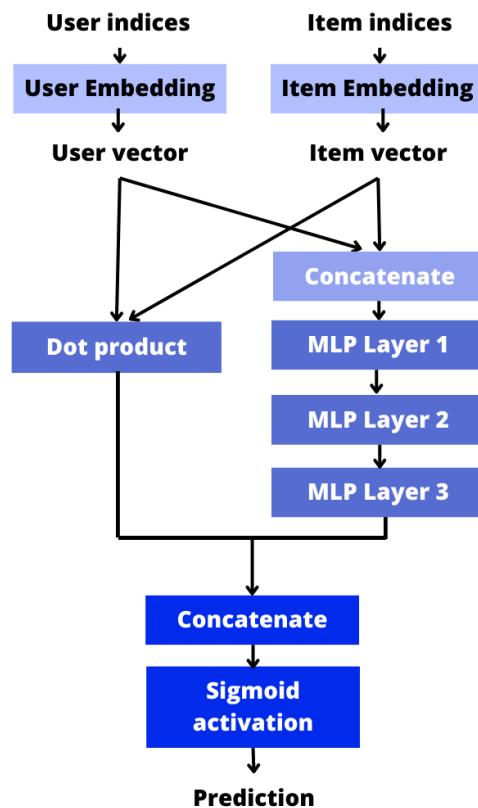 User indices
Item indices
User Embedding
Item Embedding
User vector
Item vector
Concatenate
Dot product
MLP Layer 1
MLP Layer 2
MLP Layer 3
Concatenate
Sigmoid
activation
Prediction